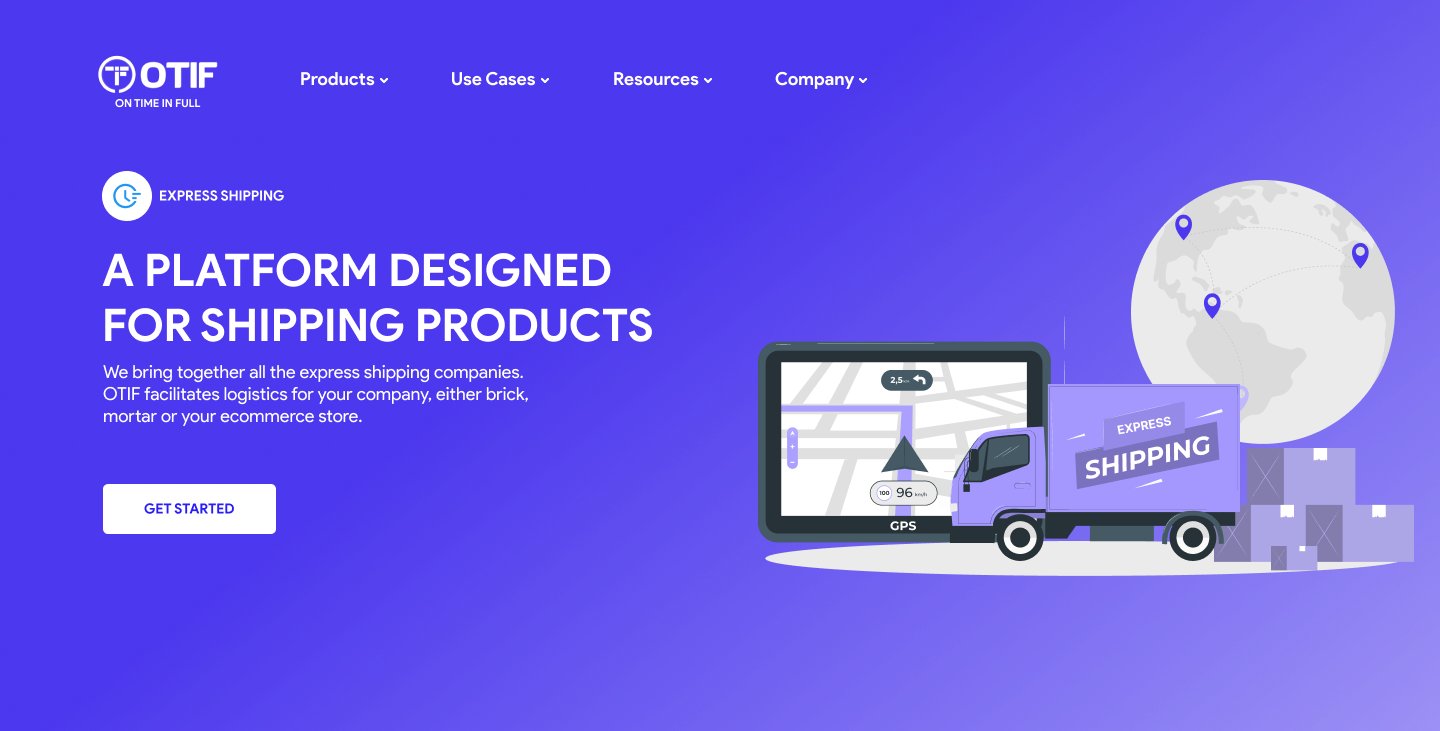 OTIF
ON TIME IN FULL
Products
Use Cases
Resources
Company
EXPRESS SHIPPING
A PLATFORM DESIGNED
FOR SHIPPING PRODUCTS
We bring together all the express shipping companies.
OTIF facilitates logistics for your company, either brick,
mortar or your ecommerce store.
GET STARTED
2,5
EXPRESS
SHIPPING
100 96 km/h
GPS